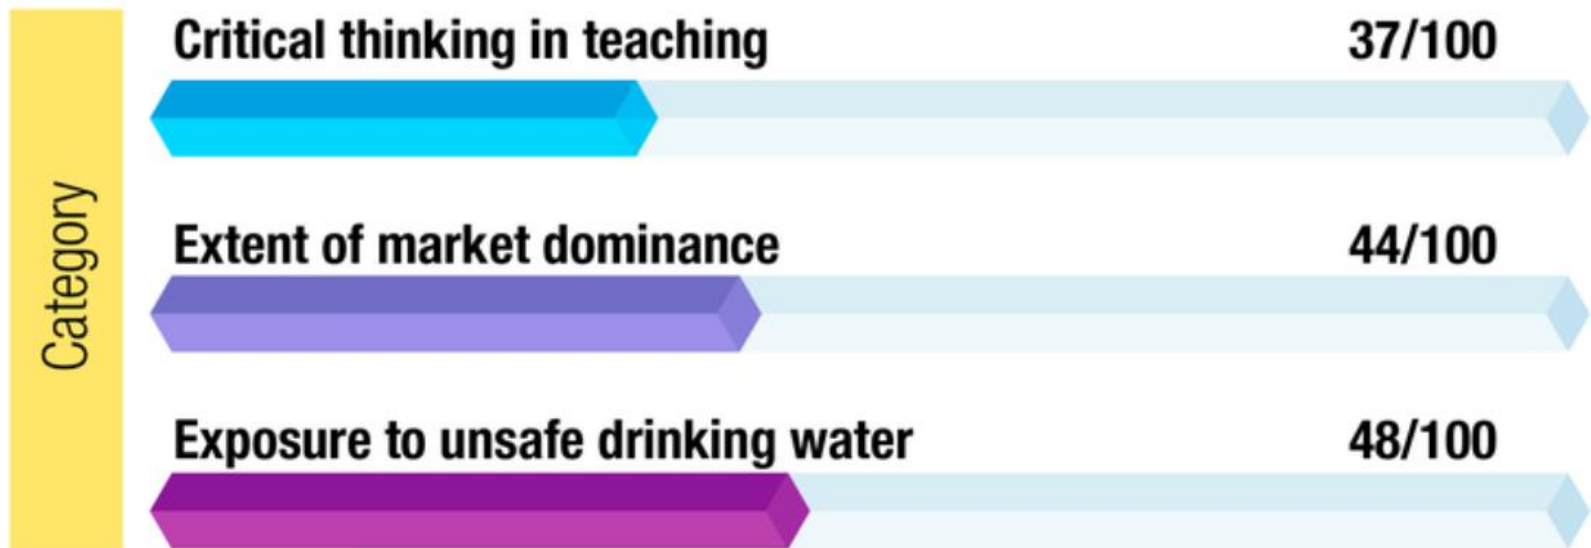 Category
Critical thinking in teaching 37/100
Extent of market dominance 44/100
Exposure to unsafe drinking water 48/100